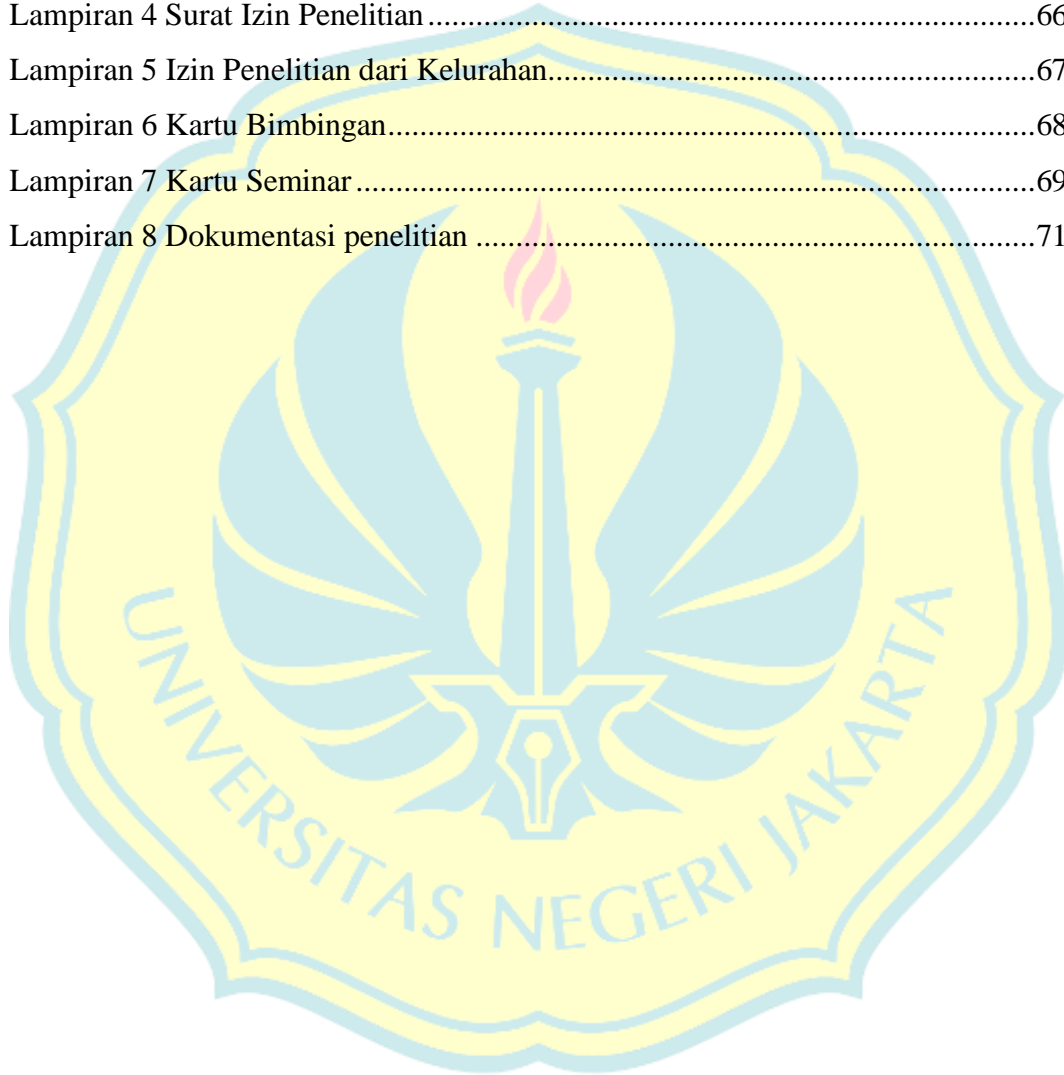 Lampiran 4 Surat Izin Penelitian ........................................................................66
Lampiran 5 Izin Penelitian dari Kelurahan.........................................................67
Lampiran 6 Kartu Bimbingan.............................................................................68
Lampiran 7 Kartu Seminar .................................................................................69
Lampiran 8 Dokumentasi penelitian ..................................................................71
UNIVERSITAS NEGERI JAKARTA